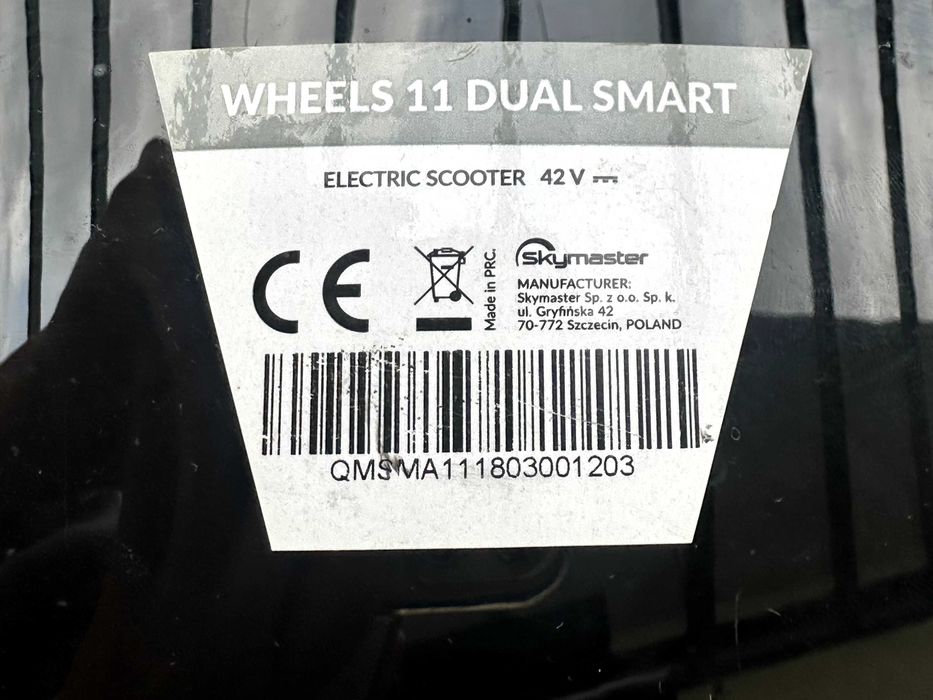 WHEELS 11 DUAL SMART
ELECTRIC SCOOTER 42 V
CE
Made in PRC.
Skymaster
MANUFACTURER:
Skymaster Sp. z o.o. Sp. k.
ul. Gryfińska 42
70-772 Szczecin, POLAND
QMSMA111803001203